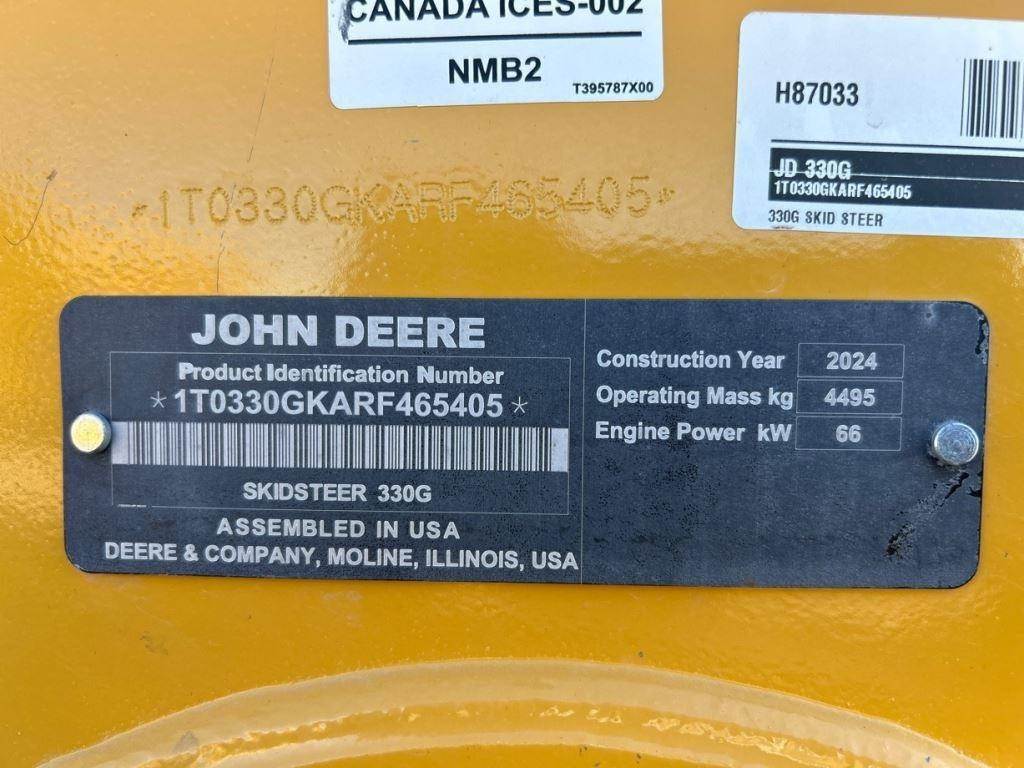 CANADA ICES-002
NMB2
T395787X00
H87033
JD 330G
1T0330GKARF465405
330G SKID STEER
*1T0330GKARF465405*
JOHN DEERE
Product Identification Number
*1T0330GKARF465405*
SKIDSTEER 330G
ASSEMBLED IN USA
DEERE & COMPANY, MOLINE, ILLINOIS, USA
Construction Year 2024
Operating Mass kg 4495
Engine Power kW 66